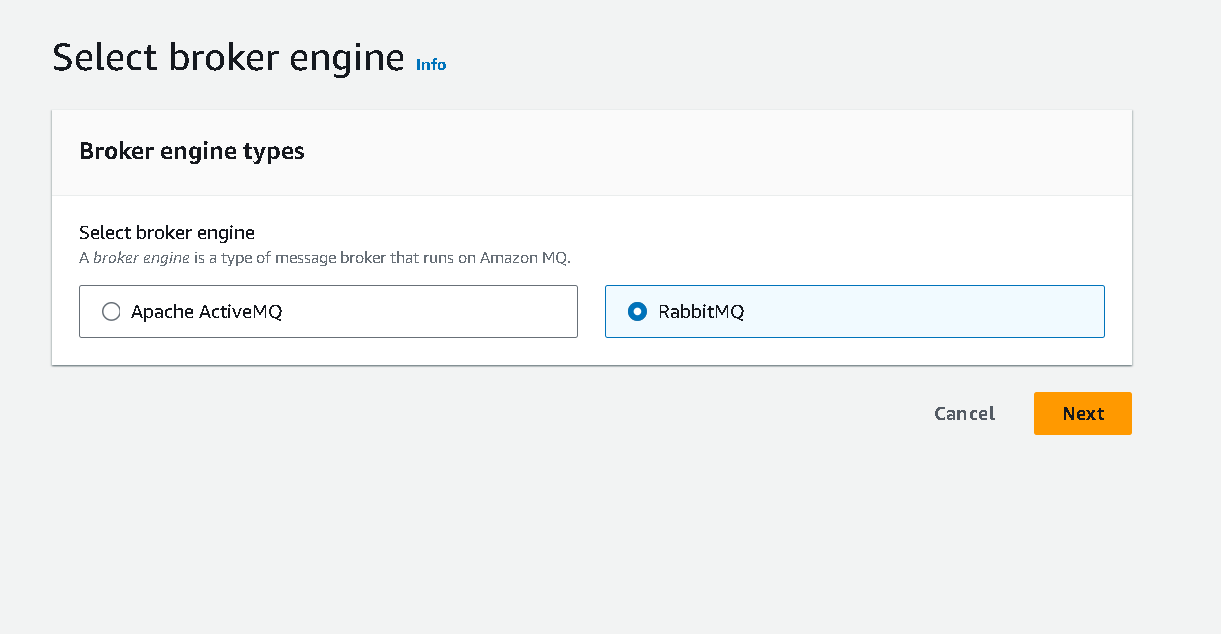 Select broker engine Info
Broker engine types
Select broker engine
A broker engine is a type of message broker that runs on Amazon MQ.
Apache ActiveMQ
RabbitMQ
Cancel
Next